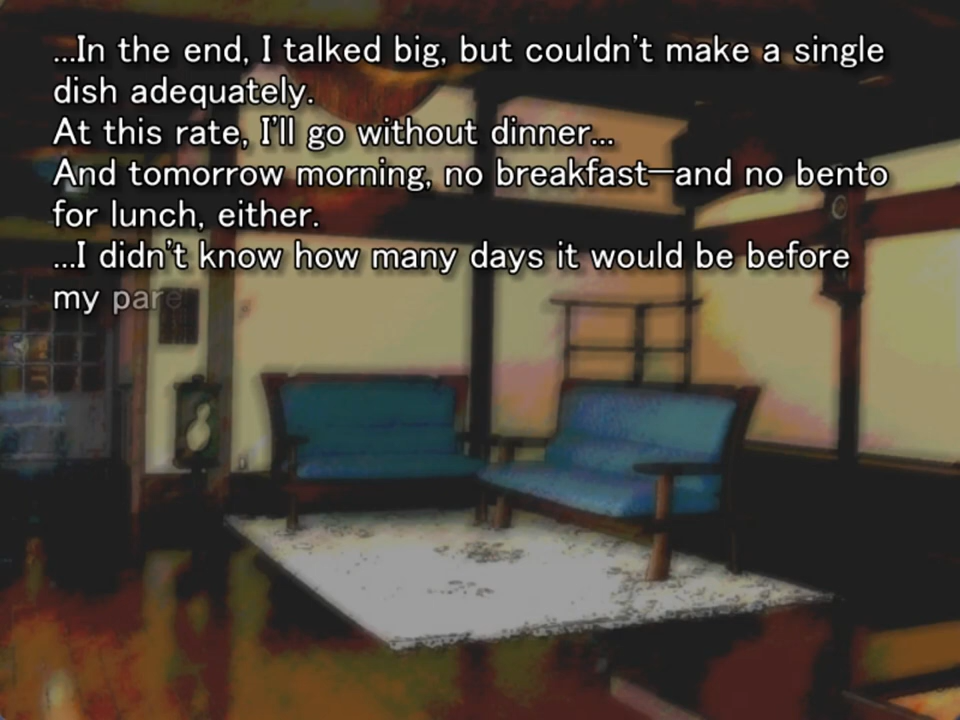 ...In the end, I talked big, but couldn't make a single
dish adequately.
At this rate, I'll go without dinner...
And tomorrow morning, no breakfast—and no bento
for lunch, either.
...I didn't know how many days it would be before
my pare